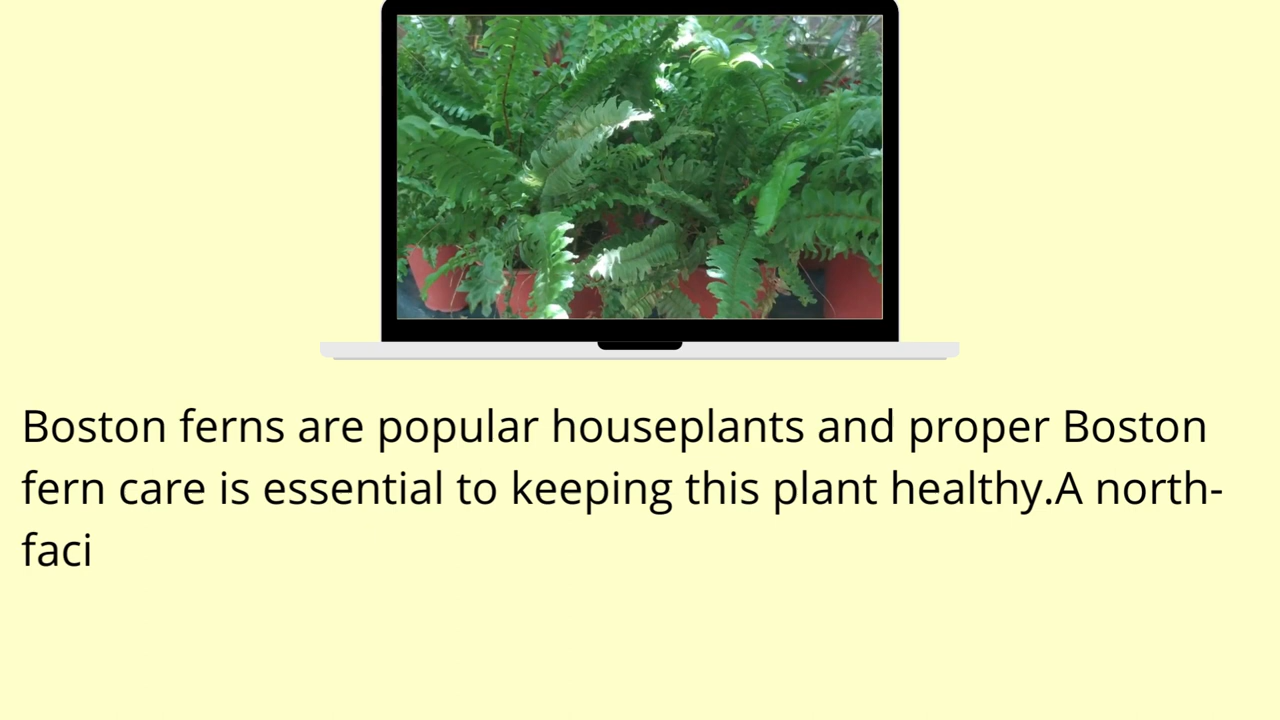 Boston ferns are popular houseplants and proper Boston
fern care is essential to keeping this plant healthy.A north-
faci